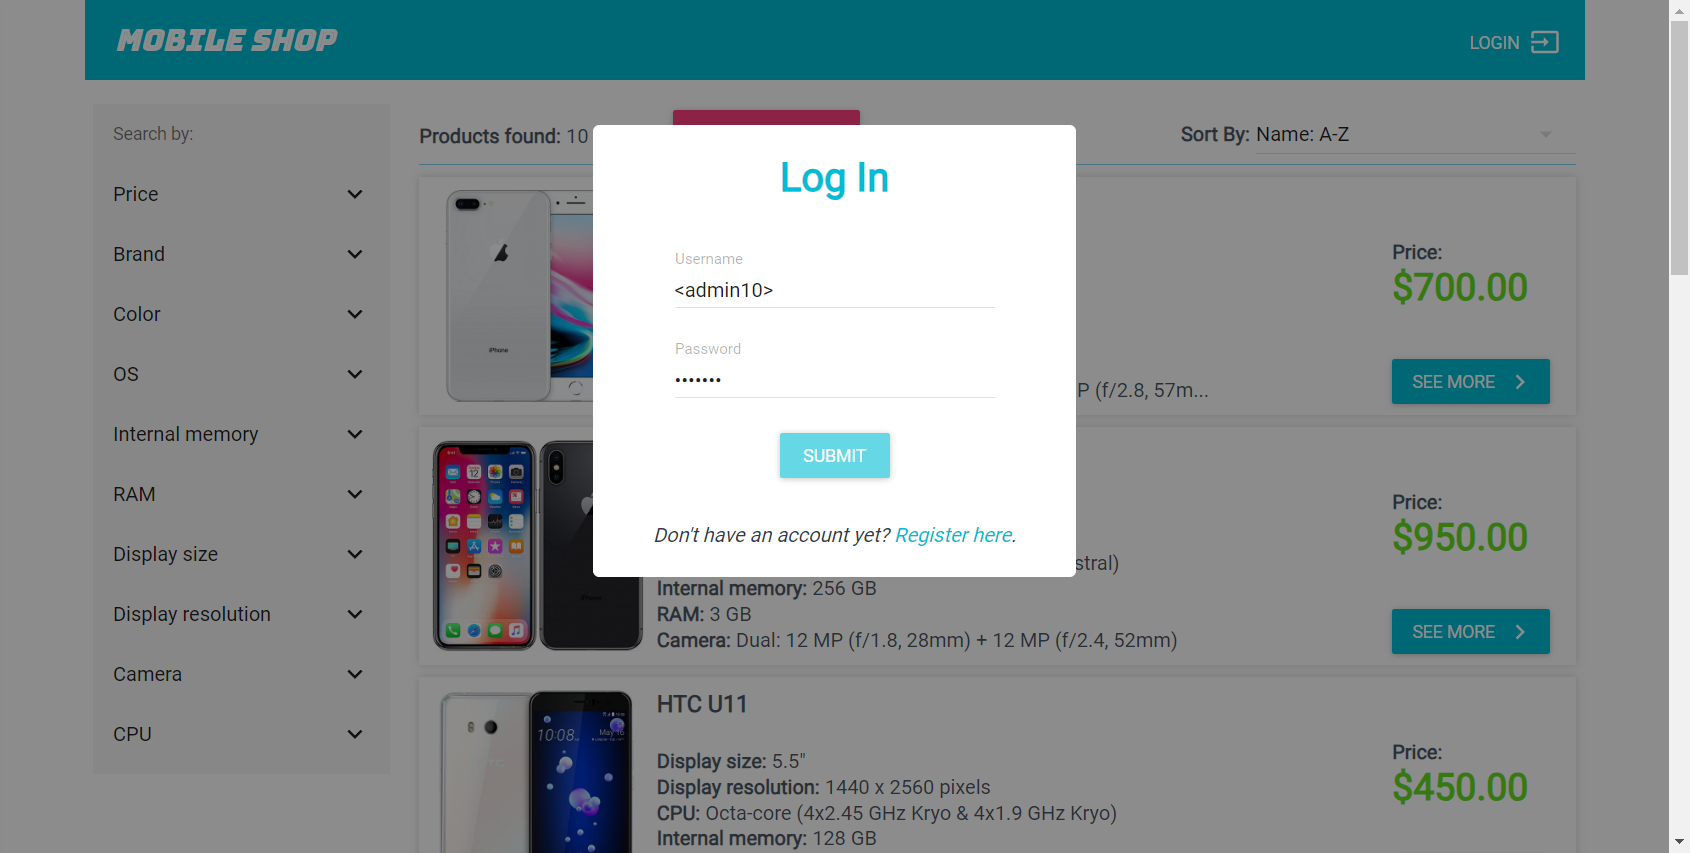 MOBILE SHOP
LOGIN
Search by:
Price
Brand
Color
OS
Internal memory
RAM
Display size
Display resolution
Camera
CPU
Products found: 10
Sort By: Name: A-Z
Log In
Username
<admin10>
Password
•••••••
SUBMIT
Don't have an account yet? Register here.
iPhone
Price:
$700.00
P (f/2.8, 57m...
SEE MORE
stral)
Internal memory: 256 GB
RAM: 3 GB
Camera: Dual: 12 MP (f/1.8, 28mm) + 12 MP (f/2.4, 52mm)
Price:
$950.00
SEE MORE
10:08
May 16
HTC U11
Display size: 5.5"
Display resolution: 1440 x 2560 pixels
CPU: Octa-core (4x2.45 GHz Kryo & 4x1.9 GHz Kryo)
Internal memory: 128 GB
Price:
$450.00